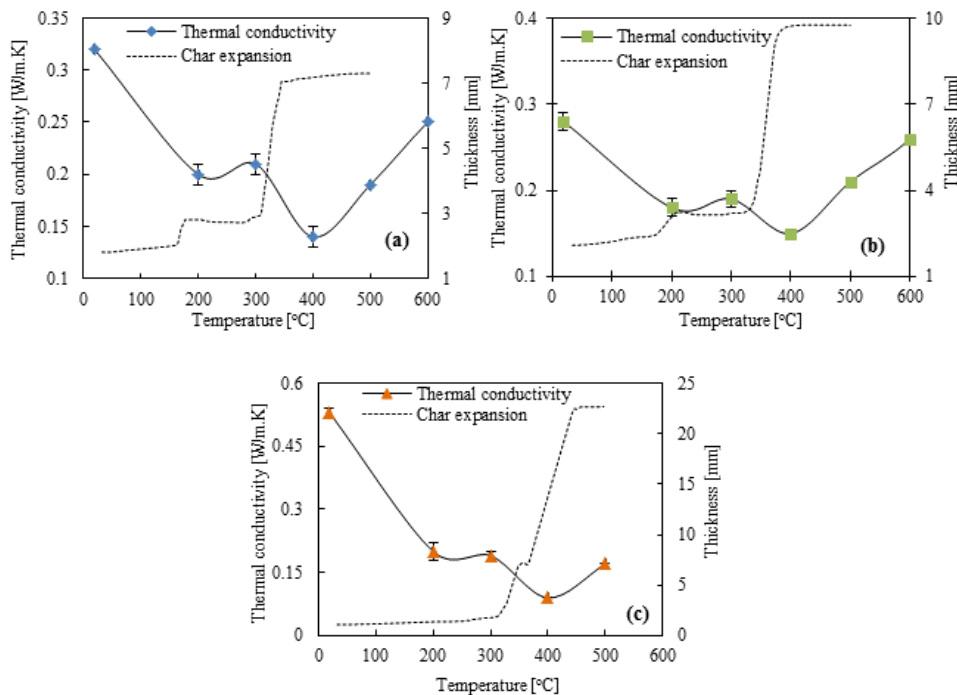 Thermal conductivity [W/m.K]
0.35
0.3
0.25
0.2
0.15
0.1
Thermal conductivity
Char expansion
(a)
9
7
5
3
1
Thickness [mm]
0 100 200 300 400 500 600
Temperature [°C]
Thermal conductivity [W/m.K]
0.4
0.3
0.2
0.1
Thermal conductivity
Char expansion
(b)
10
7
4
1
Thickness [mm]
0 100 200 300 400 500 600
Temperature [°C]
Thermal conductivity [W/m.K]
0.6
0.45
0.3
0.15
0
Thermal conductivity
Char expansion
(c)
25
20
15
10
5
0
Thickness [mm]
0 100 200 300 400 500 600
Temperature [°C]